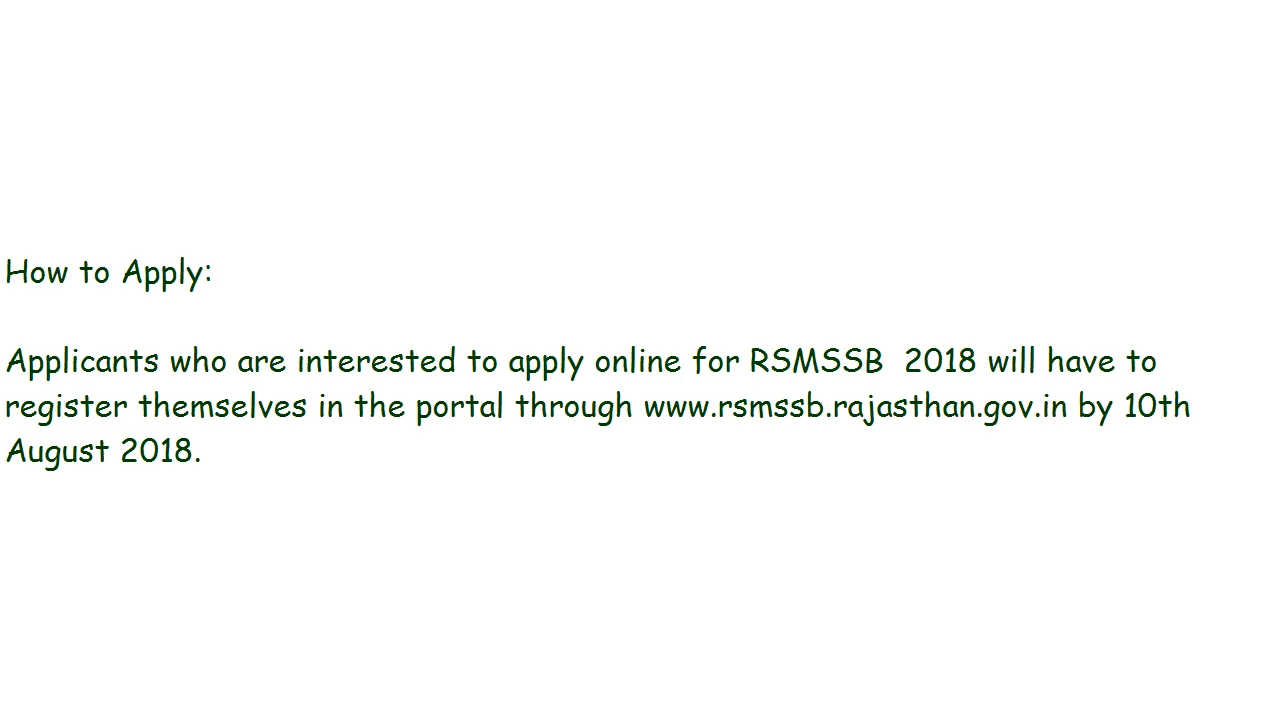 How to Apply:
Applicants who are interested to apply online for RSMSSB  2018 will have to
register themselves in the portal through www.rsmssb.rajasthan.gov.in by 10th
August 2018.